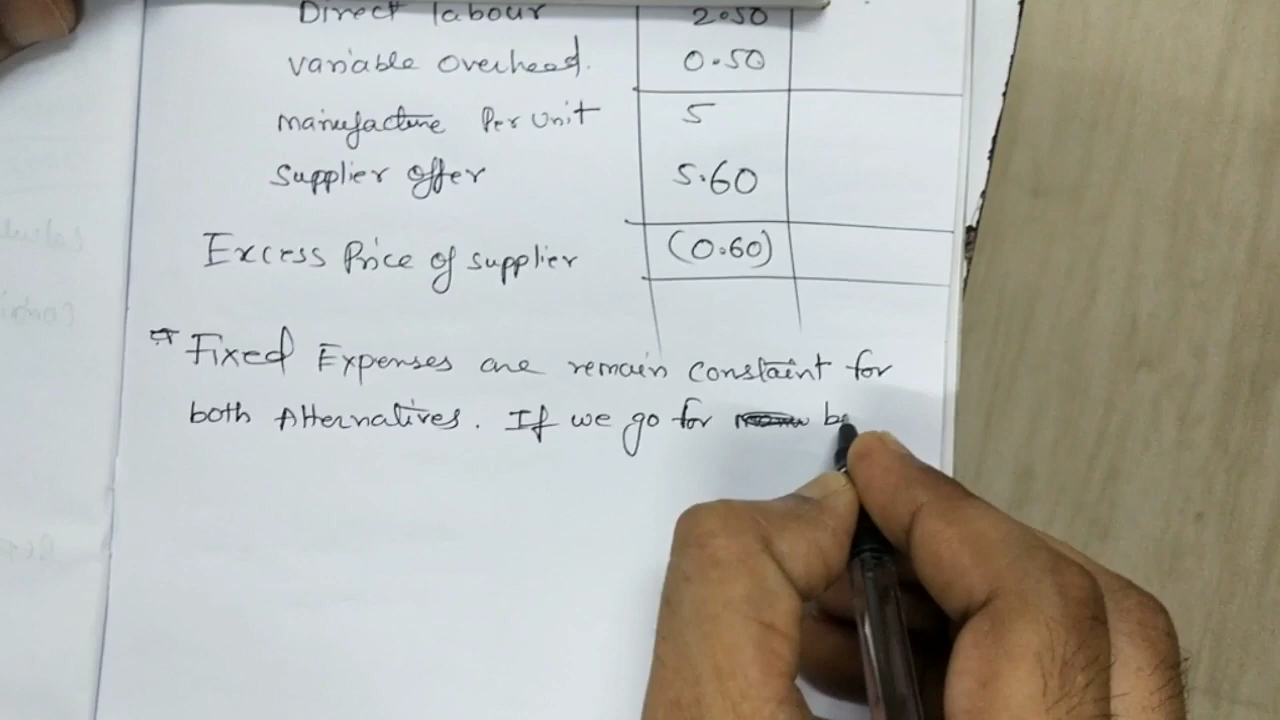 Direct labour 2.50
variable overhead. 0.50
manufacture Per Unit 5
Supplier offer 5.60
Excess Price of supplier (0.60)
* Fixed Expenses are remain constaint for
both Alternatives. If we go for